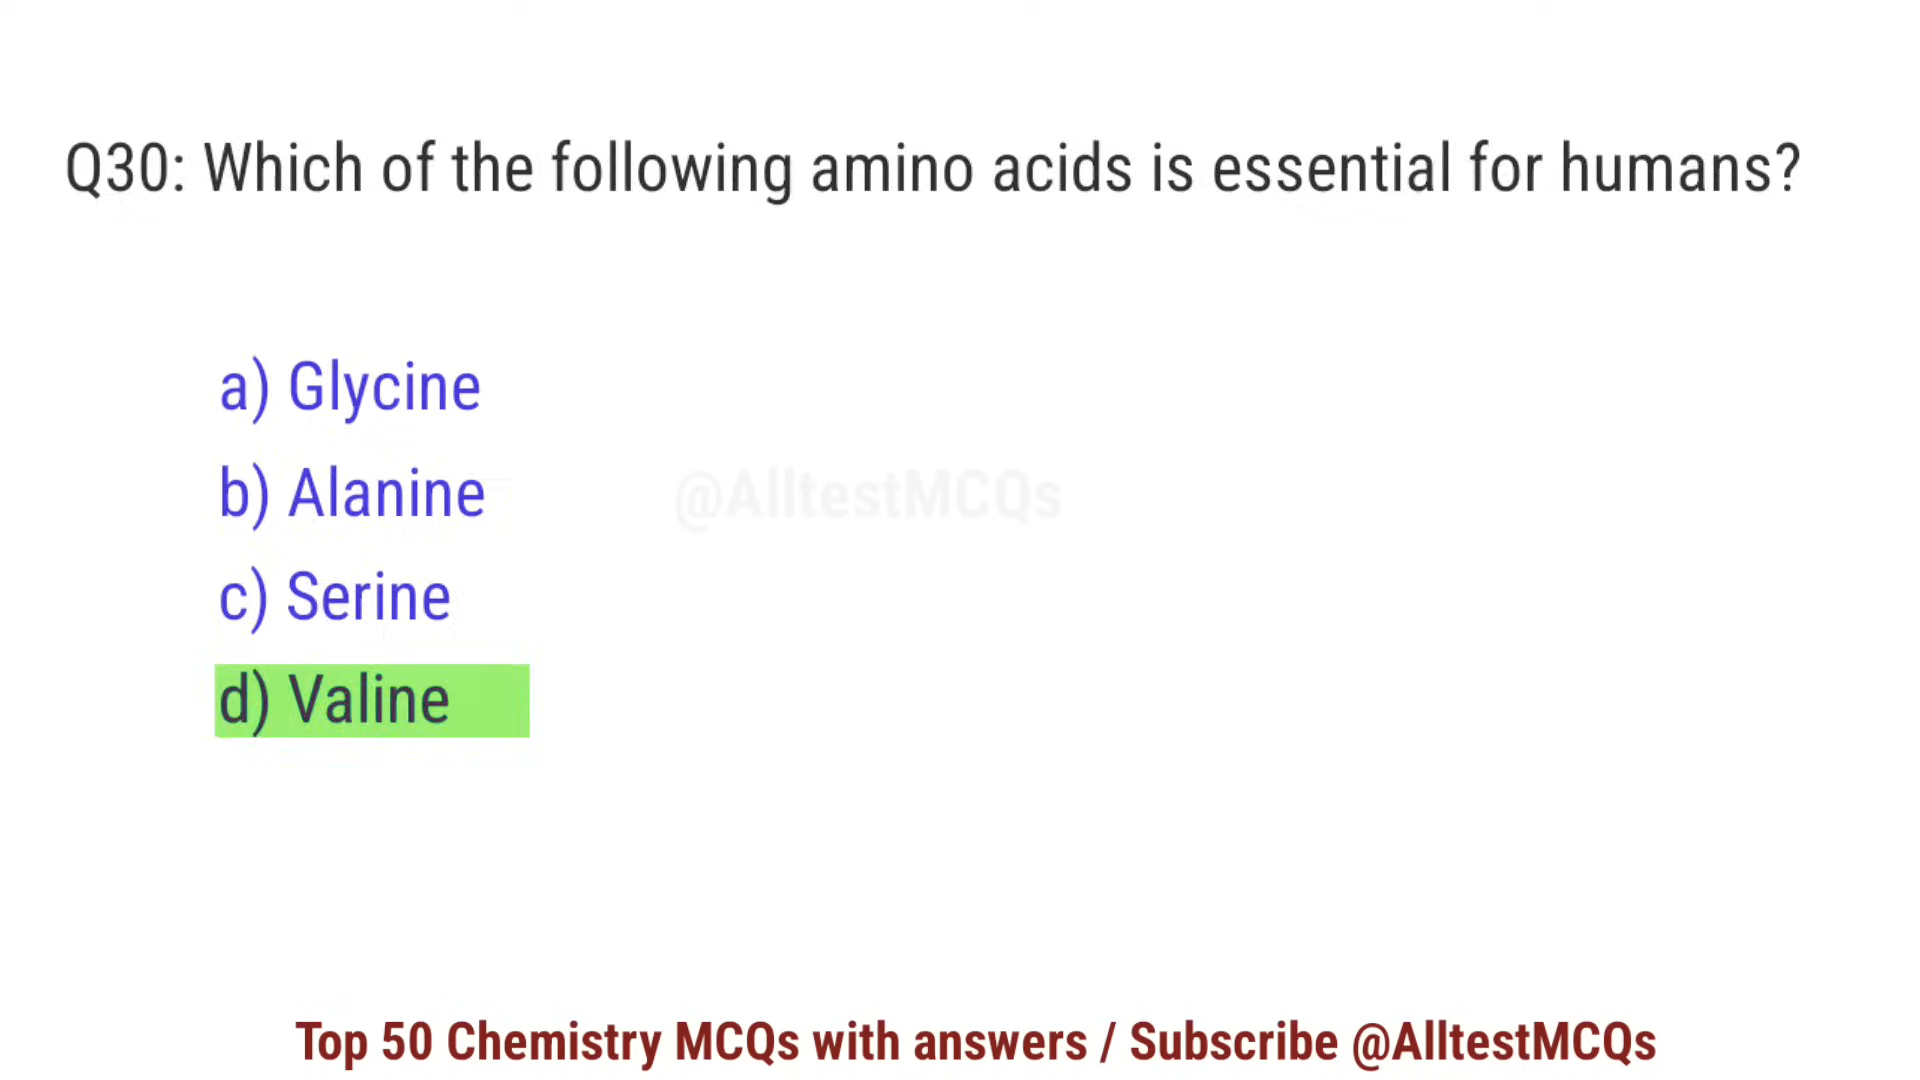 Q30: Which of the following amino acids is essential for humans?
a) Glycine
b) Alanine
@AlltestMCQs
c) Serine
d) Valine
Top 50 Chemistry MCQs with answers / Subscribe @AlltestMCQs